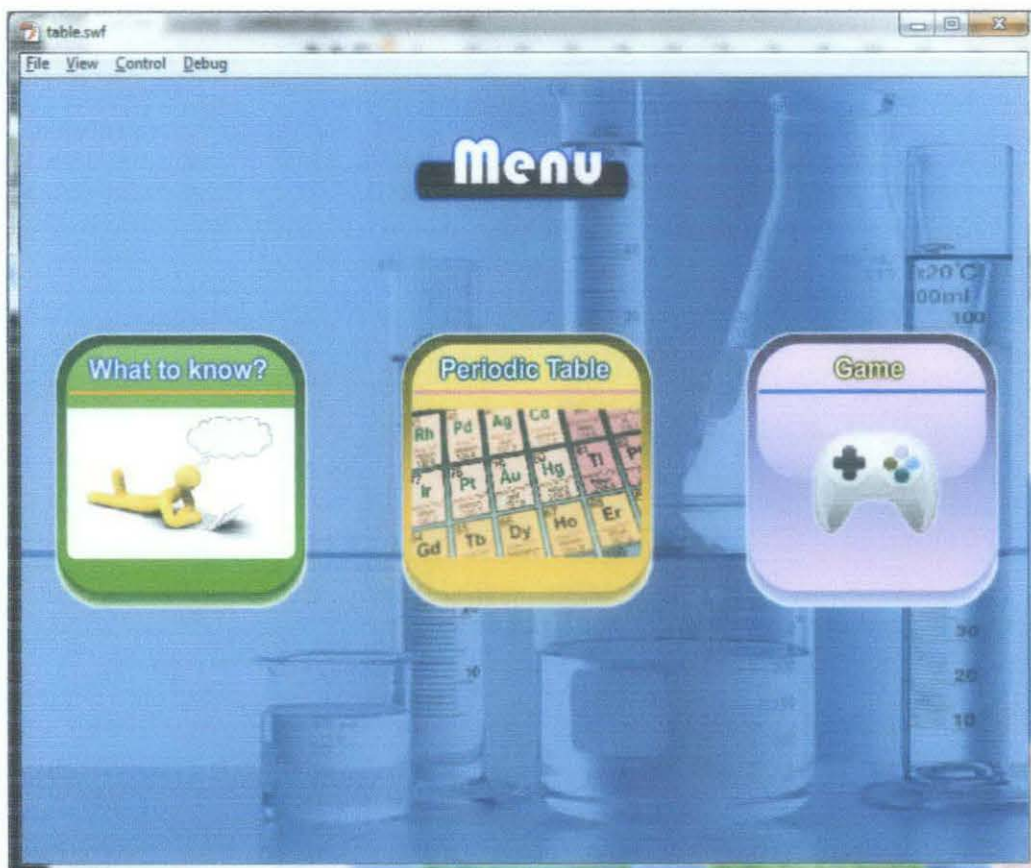 table.swf
File View Control Debug
Menu
What to know?
Periodic Table
Game
Rh Pd Ag Cd
Ir Pt Au Hg Tl
Gd Tb Dy Ho Er
100
30
20
10
10